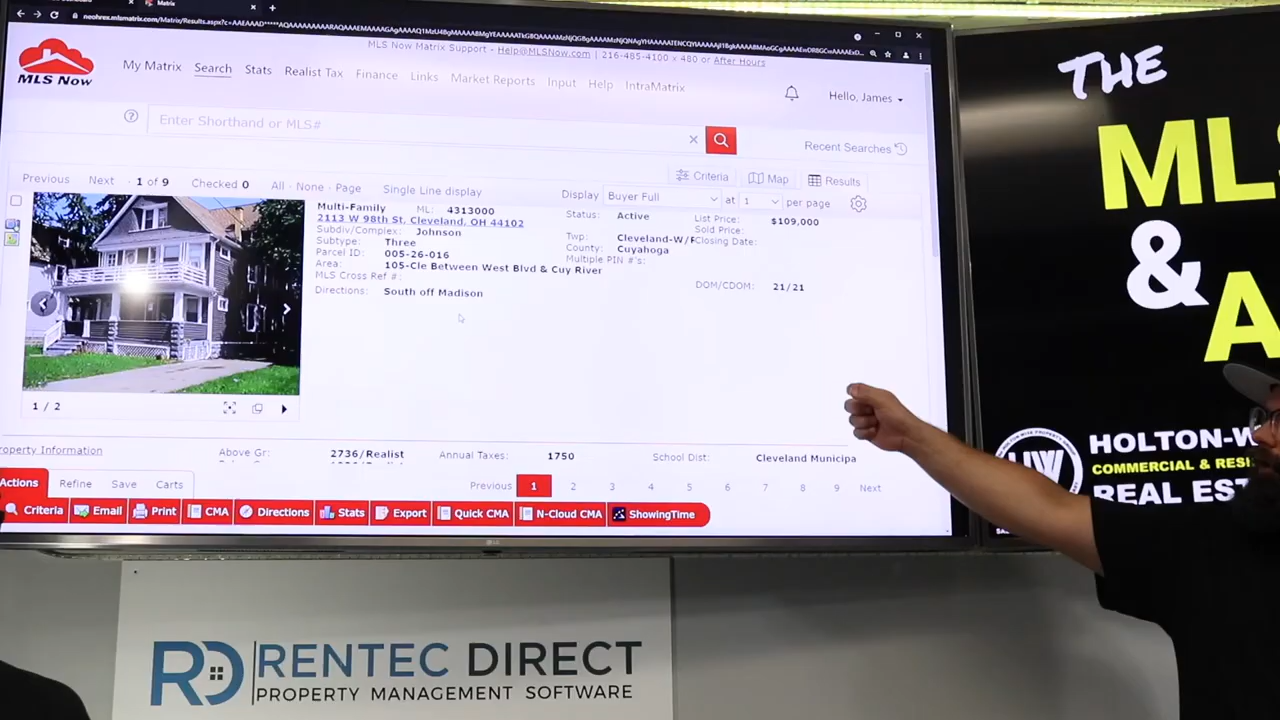 Matrix
MLS Now Matrix Support - Help@MLSNow.com | 216-485-4100 x 480 or After Hours
MLS Now
My Matrix Search Stats Realist Tax Finance Links Market Reports Input Help IntraMatrix
Hello, James
Enter Shorthand or MLS#
Recent Searches
Criteria Map Results
Previous Next · 1 of 9 Checked 0 All · None · Page Single Line display Display Buyer Full at 1 per page
Multi-Family ML: 4313000 Status: Active List Price: $109,000
2113 W 98th St, Cleveland, OH 44102 Sold Price:
Subdiv/Complex: Johnson Twp: Cleveland-W/F Closing Date:
Subtype: Three County: Cuyahoga
Parcel ID: 005-26-016 Multiple PIN #'s:
Area: 105-Cle Between West Blvd & Cuy River
MLS Cross Ref #:
Directions: South off Madison DOM/CDOM: 21/21
1 / 2
roperty Information Above Gr: 2736/Realist Annual Taxes: 1750 School Dist: Cleveland Municipa
Actions Refine Save Carts Previous 1 2 3 4 5 6 7 8 9 Next
Criteria Email Print CMA Directions Stats Export Quick CMA N-Cloud CMA ShowingTime
THE
MLS
&
A
HOLTON-W
COMMERCIAL & RESI
REAL EST
RD RENTEC DIRECT
PROPERTY MANAGEMENT SOFTWARE